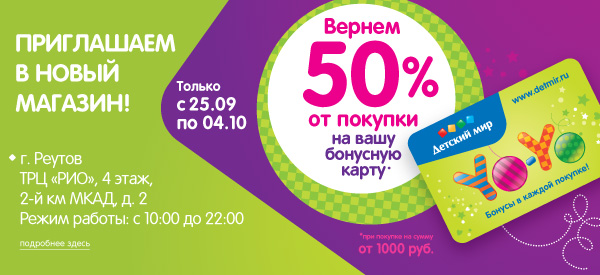 ПРИГЛАШАЕМ
В НОВЫЙ
МАГАЗИН!
• г. Реутов
ТРЦ «РИО», 4 этаж,
2-й км МКАД, д. 2
Режим работы: с 10:00 до 22:00
подробнее здесь
Только
с 25.09
по 04.10
Вернем
50%
от покупки
на вашу
бонусную
карту*
*при покупке на сумму
от 1000 руб.
www.detmir.ru
Детский мир
YO-YO
Бонусы в каждой покупке!